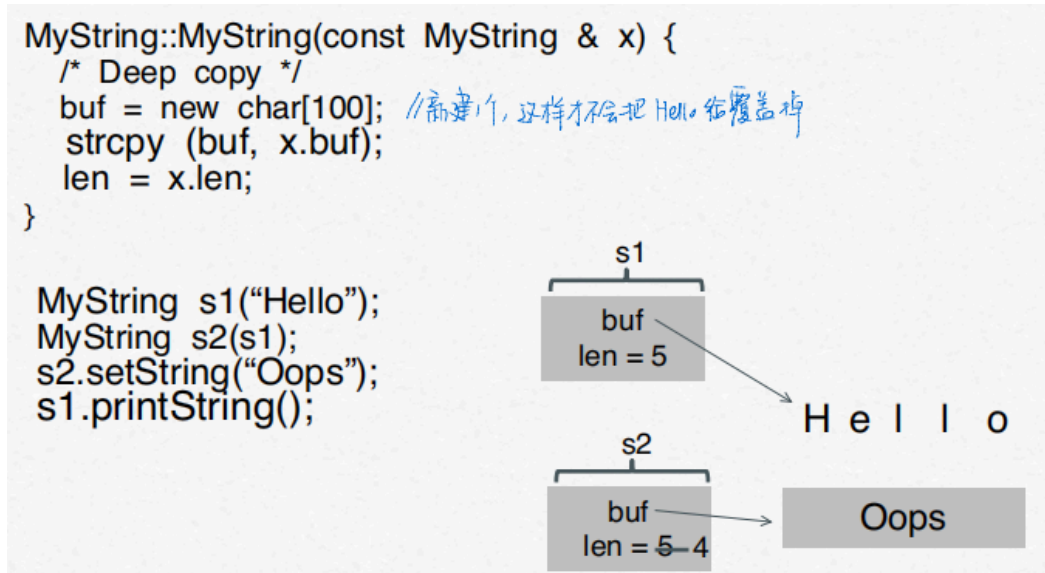 MyString::MyString(const MyString & x) {
/* Deep copy */
buf = new char[100]; //新建个, 这样才不会把 Hello 给覆盖掉
strcpy (buf, x.buf);
len = x.len;
}
MyString s1(“Hello”);
MyString s2(s1);
s2.setString(“Oops”);
s1.printString();
s1
buf
len = 5
H e l l o
s2
buf
len = 5 4
Oops